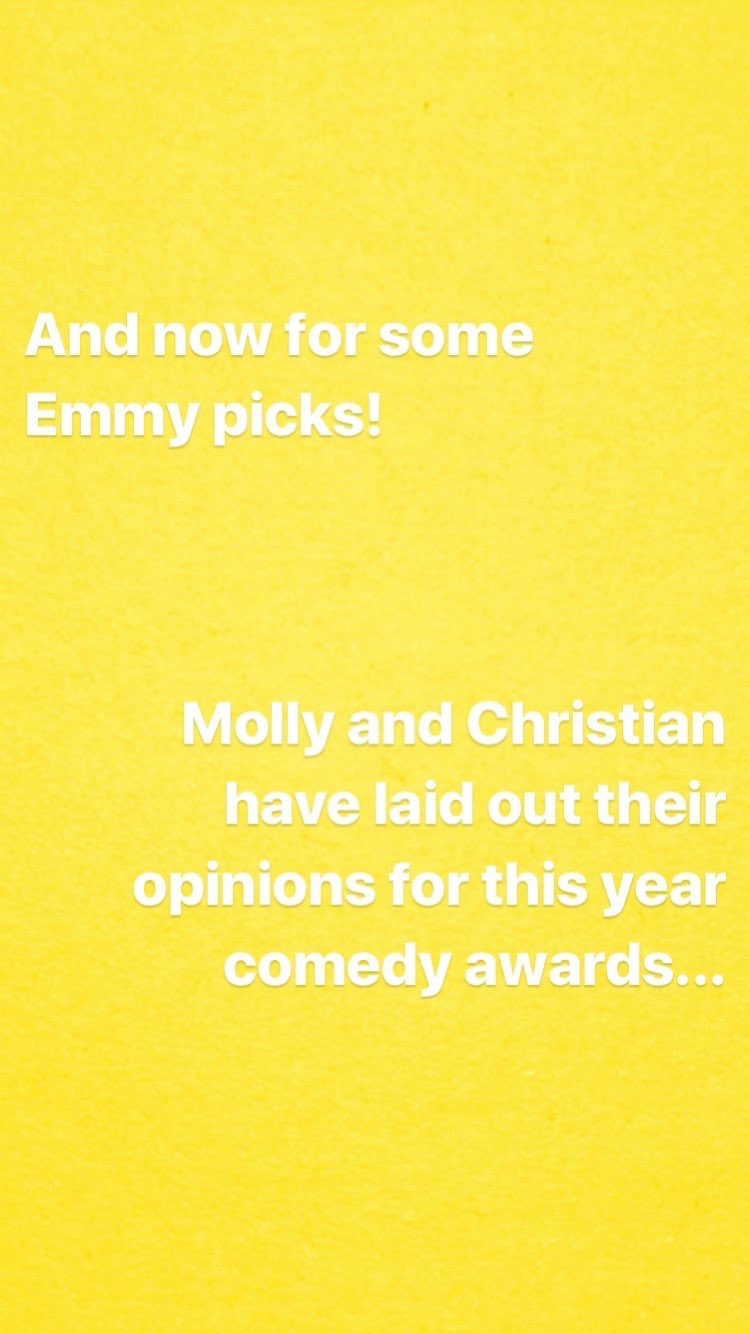 And now for some
Emmy picks!
Molly and Christian
have laid out their
opinions for this year
comedy awards...